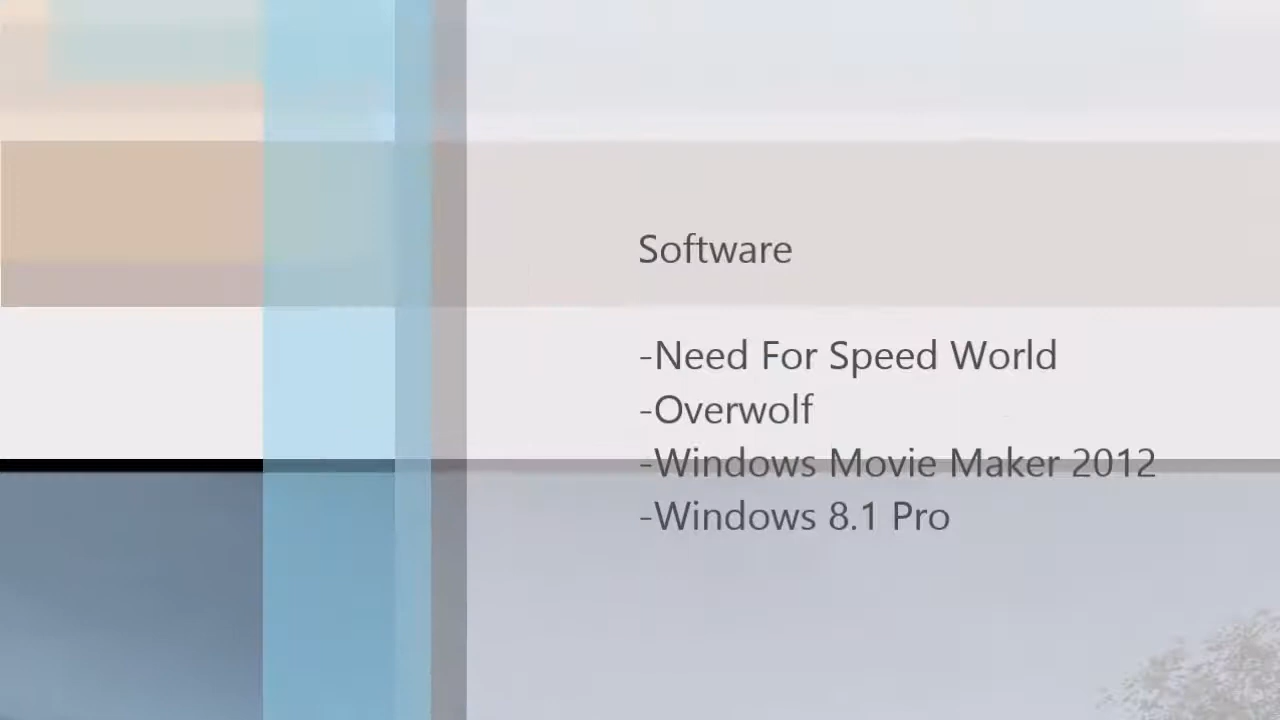 Software
-Need For Speed World
-Overwolf
-Windows Movie Maker 2012
-Windows 8.1 Pro